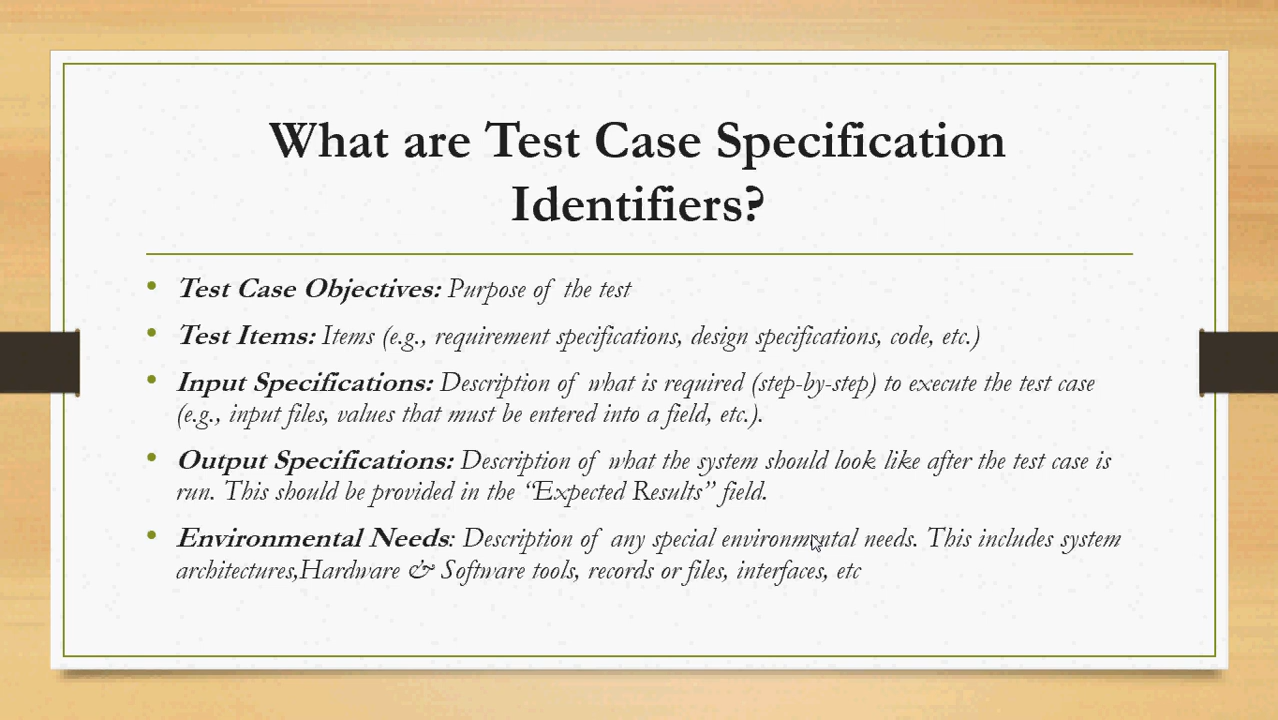 What are Test Case Specification
Identifiers?
• Test Case Objectives: Purpose of the test
• Test Items: Items (e.g., requirement specifications, design specifications, code, etc.)
• Input Specifications: Description of what is required (step-by-step) to execute the test case
(e.g., input files, values that must be entered into a field, etc.).
• Output Specifications: Description of what the system should look like after the test case is
run. This should be provided in the “Expected Results” field.
• Environmental Needs: Description of any special environmental needs. This includes system
architectures,Hardware & Software tools, records or files, interfaces, etc